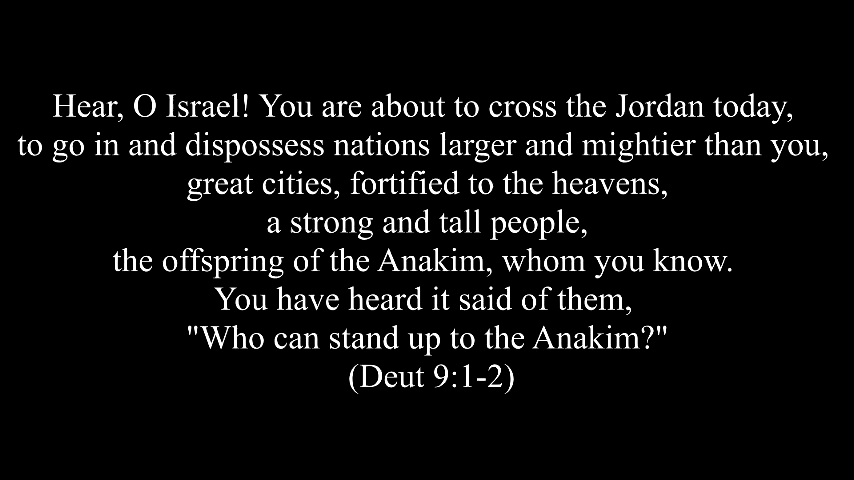 Hear, O Israel! You are about to cross the Jordan today,
to go in and dispossess nations larger and mightier than you,
great cities, fortified to the heavens,
a strong and tall people,
the offspring of the Anakim, whom you know.
You have heard it said of them,
"Who can stand up to the Anakim?"
(Deut 9:1-2)